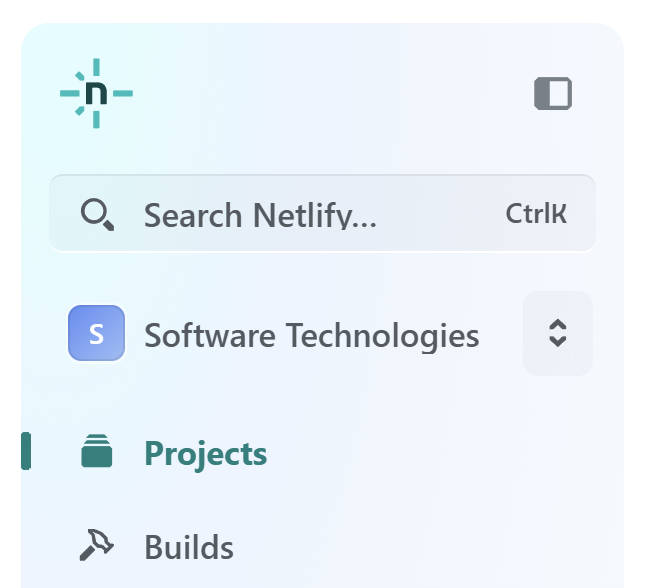 n
Search Netlify... CtrlK
S Software Technologies
Projects
Builds